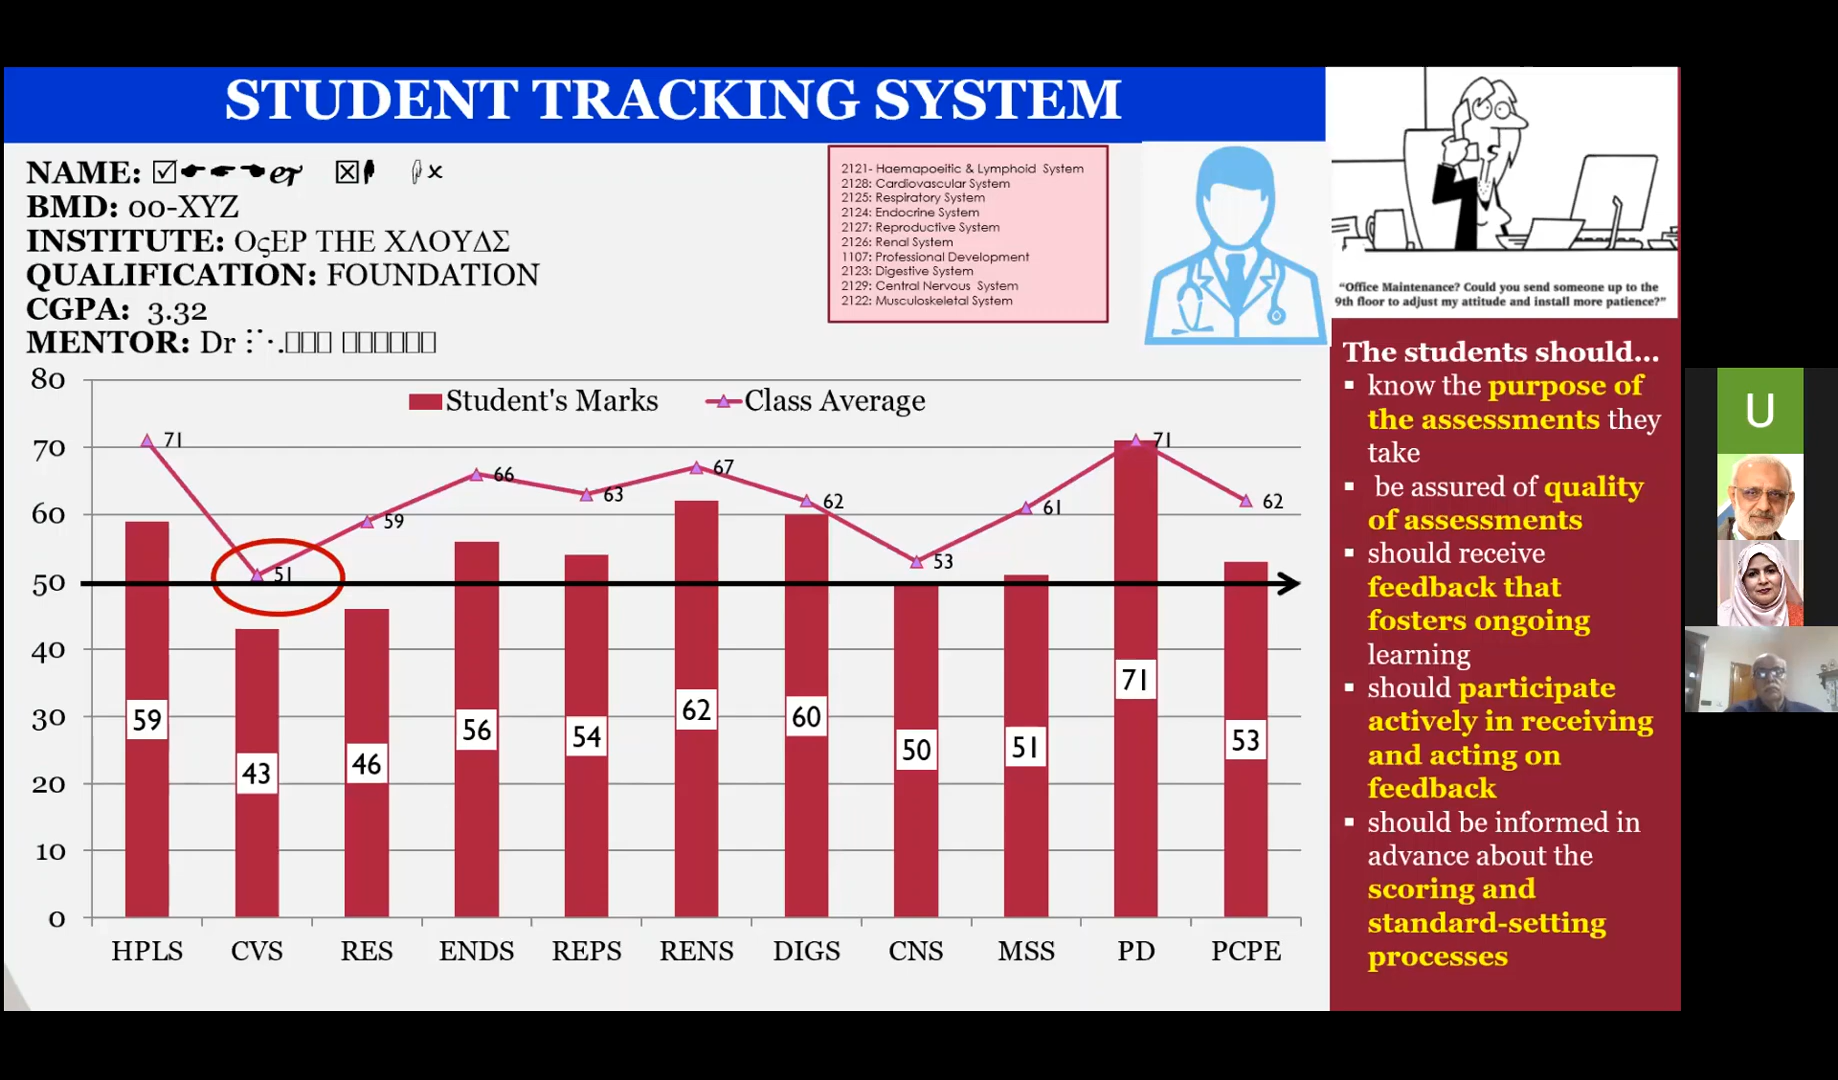 STUDENT TRACKING SYSTEM
NAME:
BMD: 00-XYZ
INSTITUTE: ΟςΕΡ ΤΗΕ ΧΛΟΥΔΣ
QUALIFICATION: FOUNDATION
CGPA: 3.32
MENTOR: Dr
2121- Haemapoeitic & Lymphoid System
2128: Cardiovascular System
2125: Respiratory System
2124: Endocrine System
2127: Reproductive System
2126: Renal System
1107: Professional Development
2123: Digestive System
2129: Central Nervous System
2122: Musculoskeletal System
"Office Maintenance? Could you send someone up to the
9th floor to adjust my attitude and install more patience?"
Student's Marks
Class Average
80
70
60
50
40
30
20
10
0
71
51
59
66
63
67
62
53
61
71
62
59
43
46
56
54
62
60
50
51
71
53
HPLS
CVS
RES
ENDS
REPS
RENS
DIGS
CNS
MSS
PD
PCPE
The students should...
▪ know the purpose of
the assessments they
take
▪ be assured of quality
of assessments
▪ should receive
feedback that
fosters ongoing
learning
▪ should participate
actively in receiving
and acting on
feedback
▪ should be informed in
advance about the
scoring and
standard-setting
processes
U